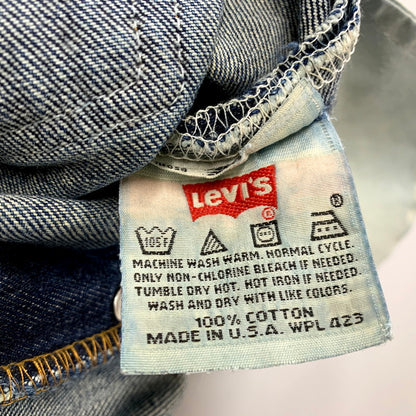 Levi's ®
®
105F
MACHINE WASH WARM. NORMAL CYCLE.
ONLY NON-CHLORINE BLEACH IF NEEDED.
TUMBLE DRY HOT. HOT IRON IF NEEDED.
WASH AND DRY WITH LIKE COLORS.
100% COTTON
MADE IN U.S.A. WPL 423